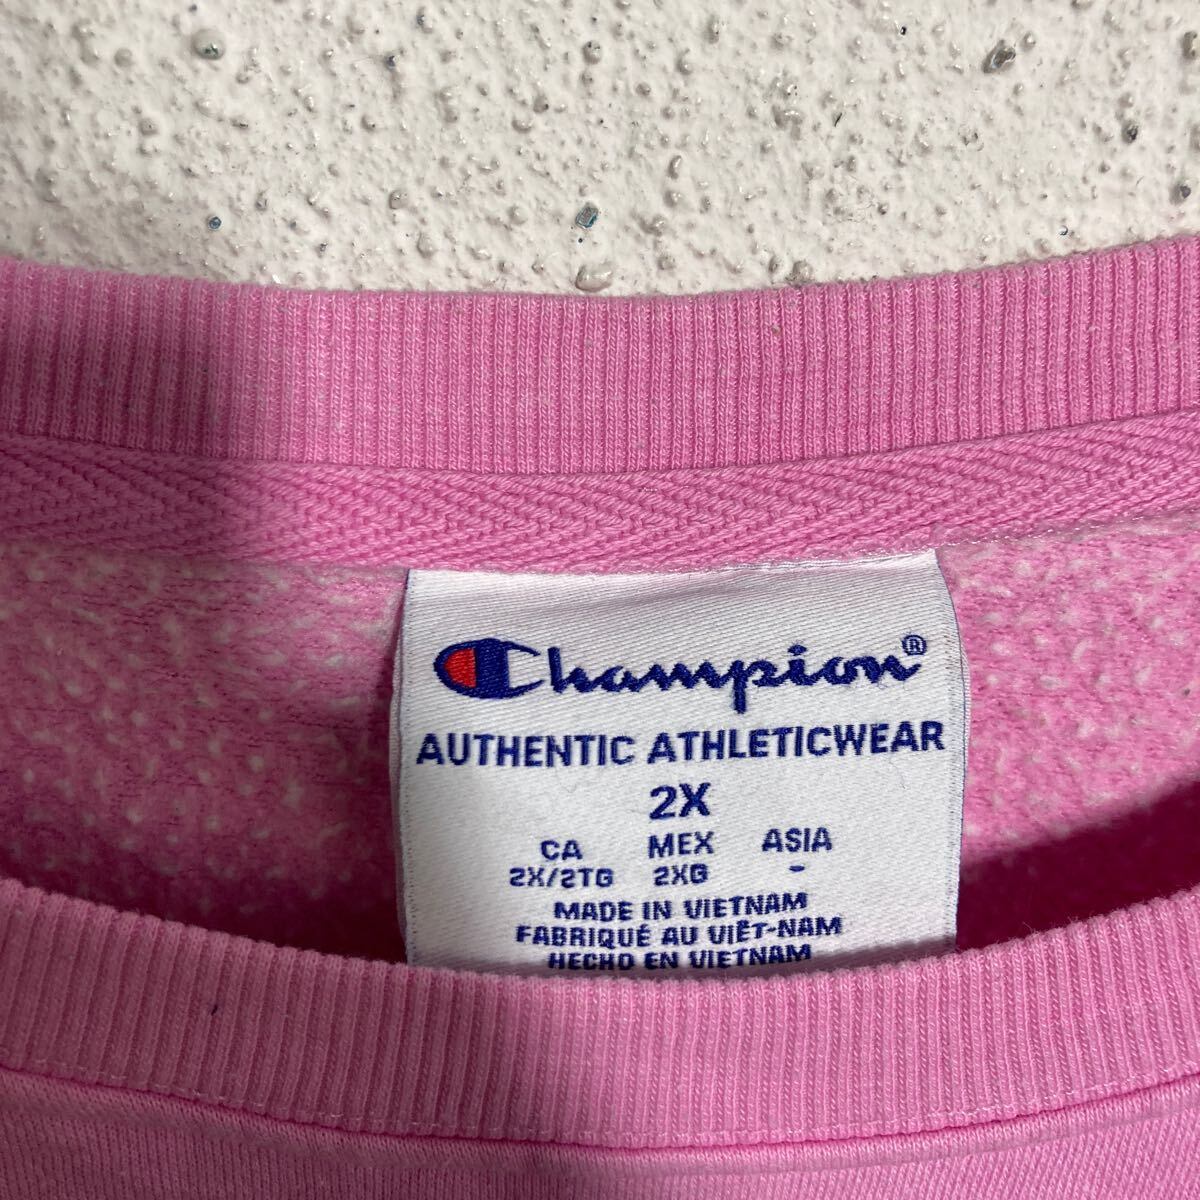 Champion®
AUTHENTIC ATHLETICWEAR
2X
CA MEX ASIA
2X/2TG 2XG -
MADE IN VIETNAM
FABRIQUÉ AU VIÊT-NAM
HECHO EN VIETNAM